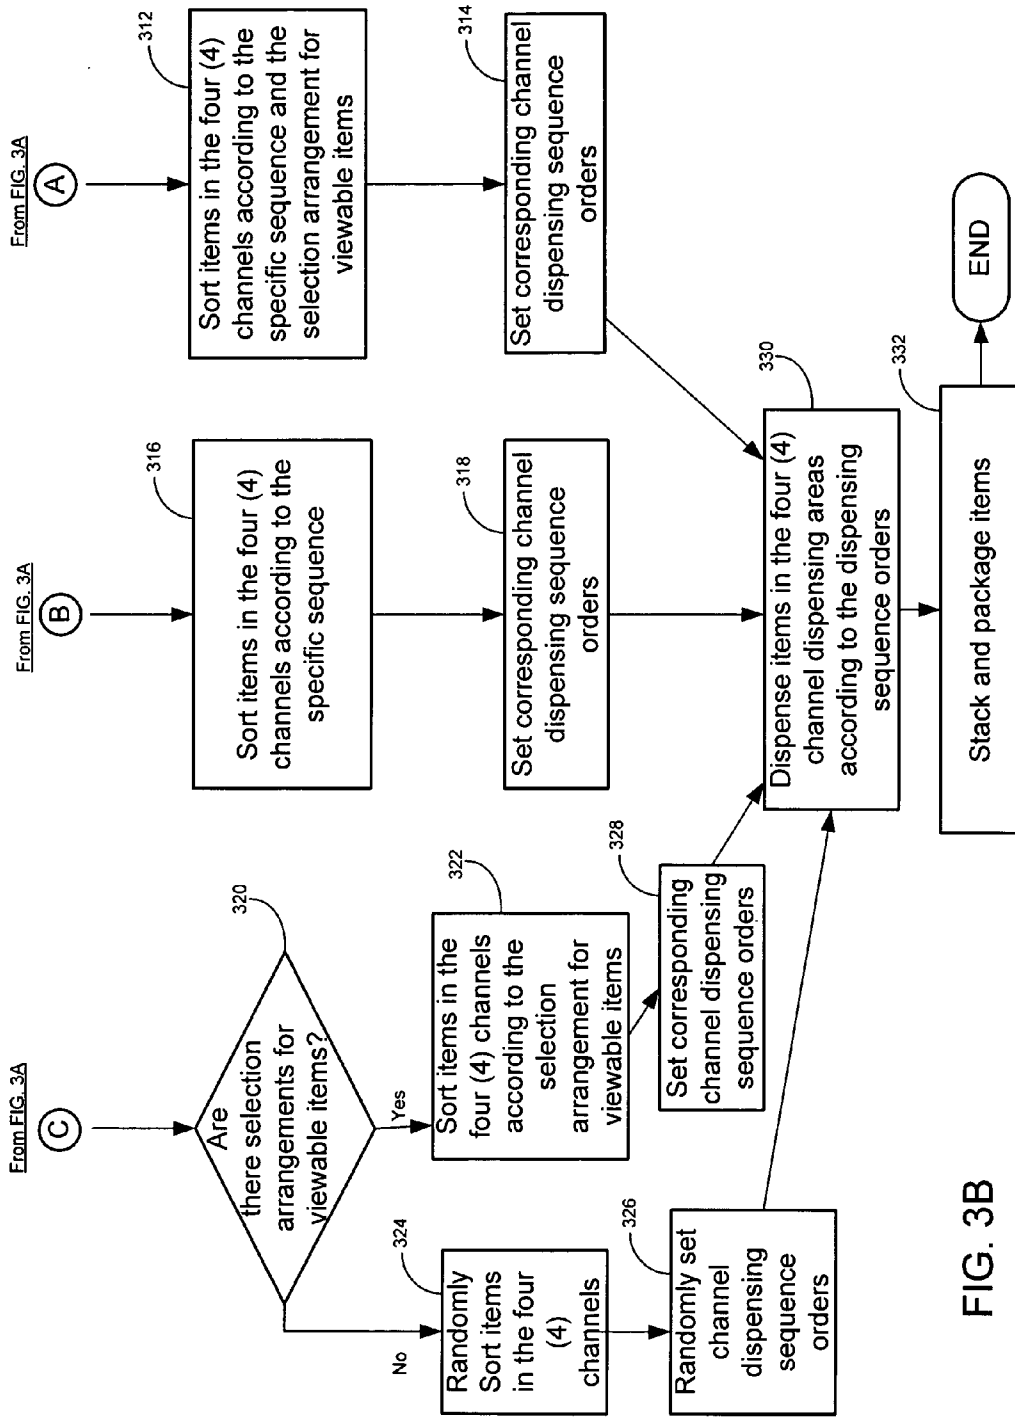 From FIG. 3A
C
320
Are
there selection
arrangements for
viewable items?
No
Yes
324
Randomly
Sort items
in the four
(4)
channels
326
Randomly set
channel
dispensing
sequence
orders
322
Sort items in the
four (4) channels
according to the
selection
arrangement for
viewable items
328
Set corresponding
channel dispensing
sequence orders
From FIG. 3A
B
316
Sort items in the four (4)
channels according to the
specific sequence
318
Set corresponding channel
dispensing sequence
orders
From FIG. 3A
A
312
Sort items in the four (4)
channels according to the
specific sequence and the
selection arrangement for
viewable items
314
Set corresponding channel
dispensing sequence
orders
330
Dispense items in the four (4)
channel dispensing areas
according to the dispensing
sequence orders
332
Stack and package items
END
FIG. 3B